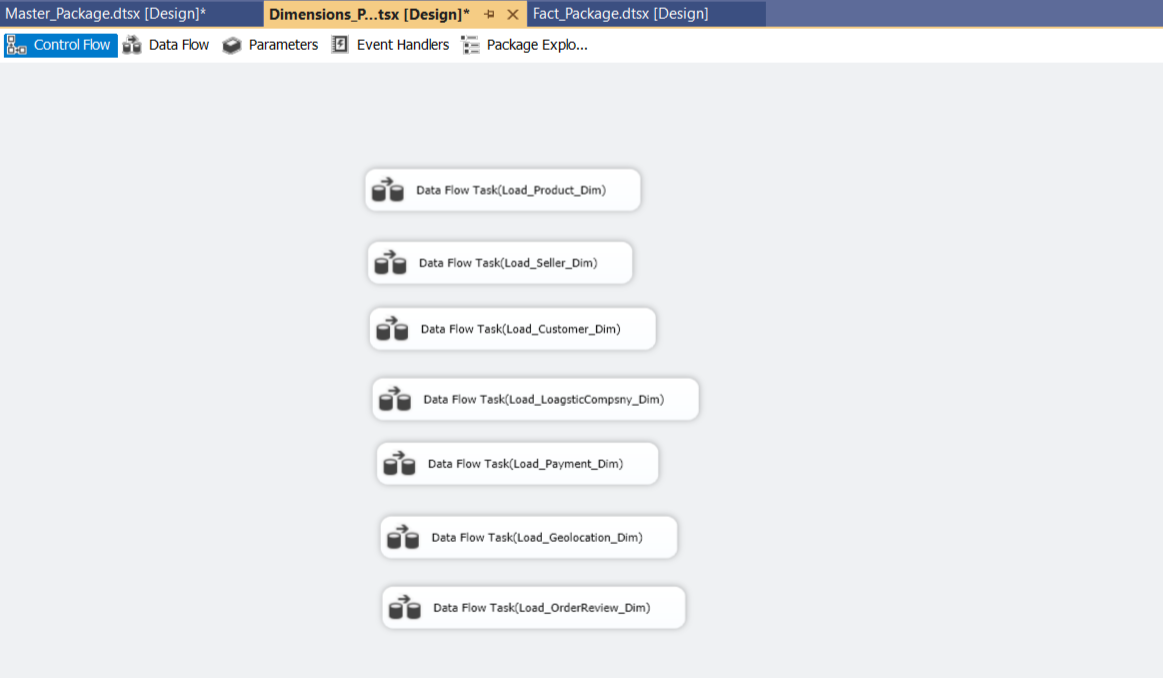 Master_Package.dtsx [Design]* Dimensions_P...tsx [Design]* Fact_Package.dtsx [Design]
Control Flow Data Flow Parameters Event Handlers Package Explo...
Data Flow Task(Load_Product_Dim)
Data Flow Task(Load_Seller_Dim)
Data Flow Task(Load_Customer_Dim)
Data Flow Task(Load_LoagsticCompsny_Dim)
Data Flow Task(Load_Payment_Dim)
Data Flow Task(Load_Geolocation_Dim)
Data Flow Task(Load_OrderReview_Dim)